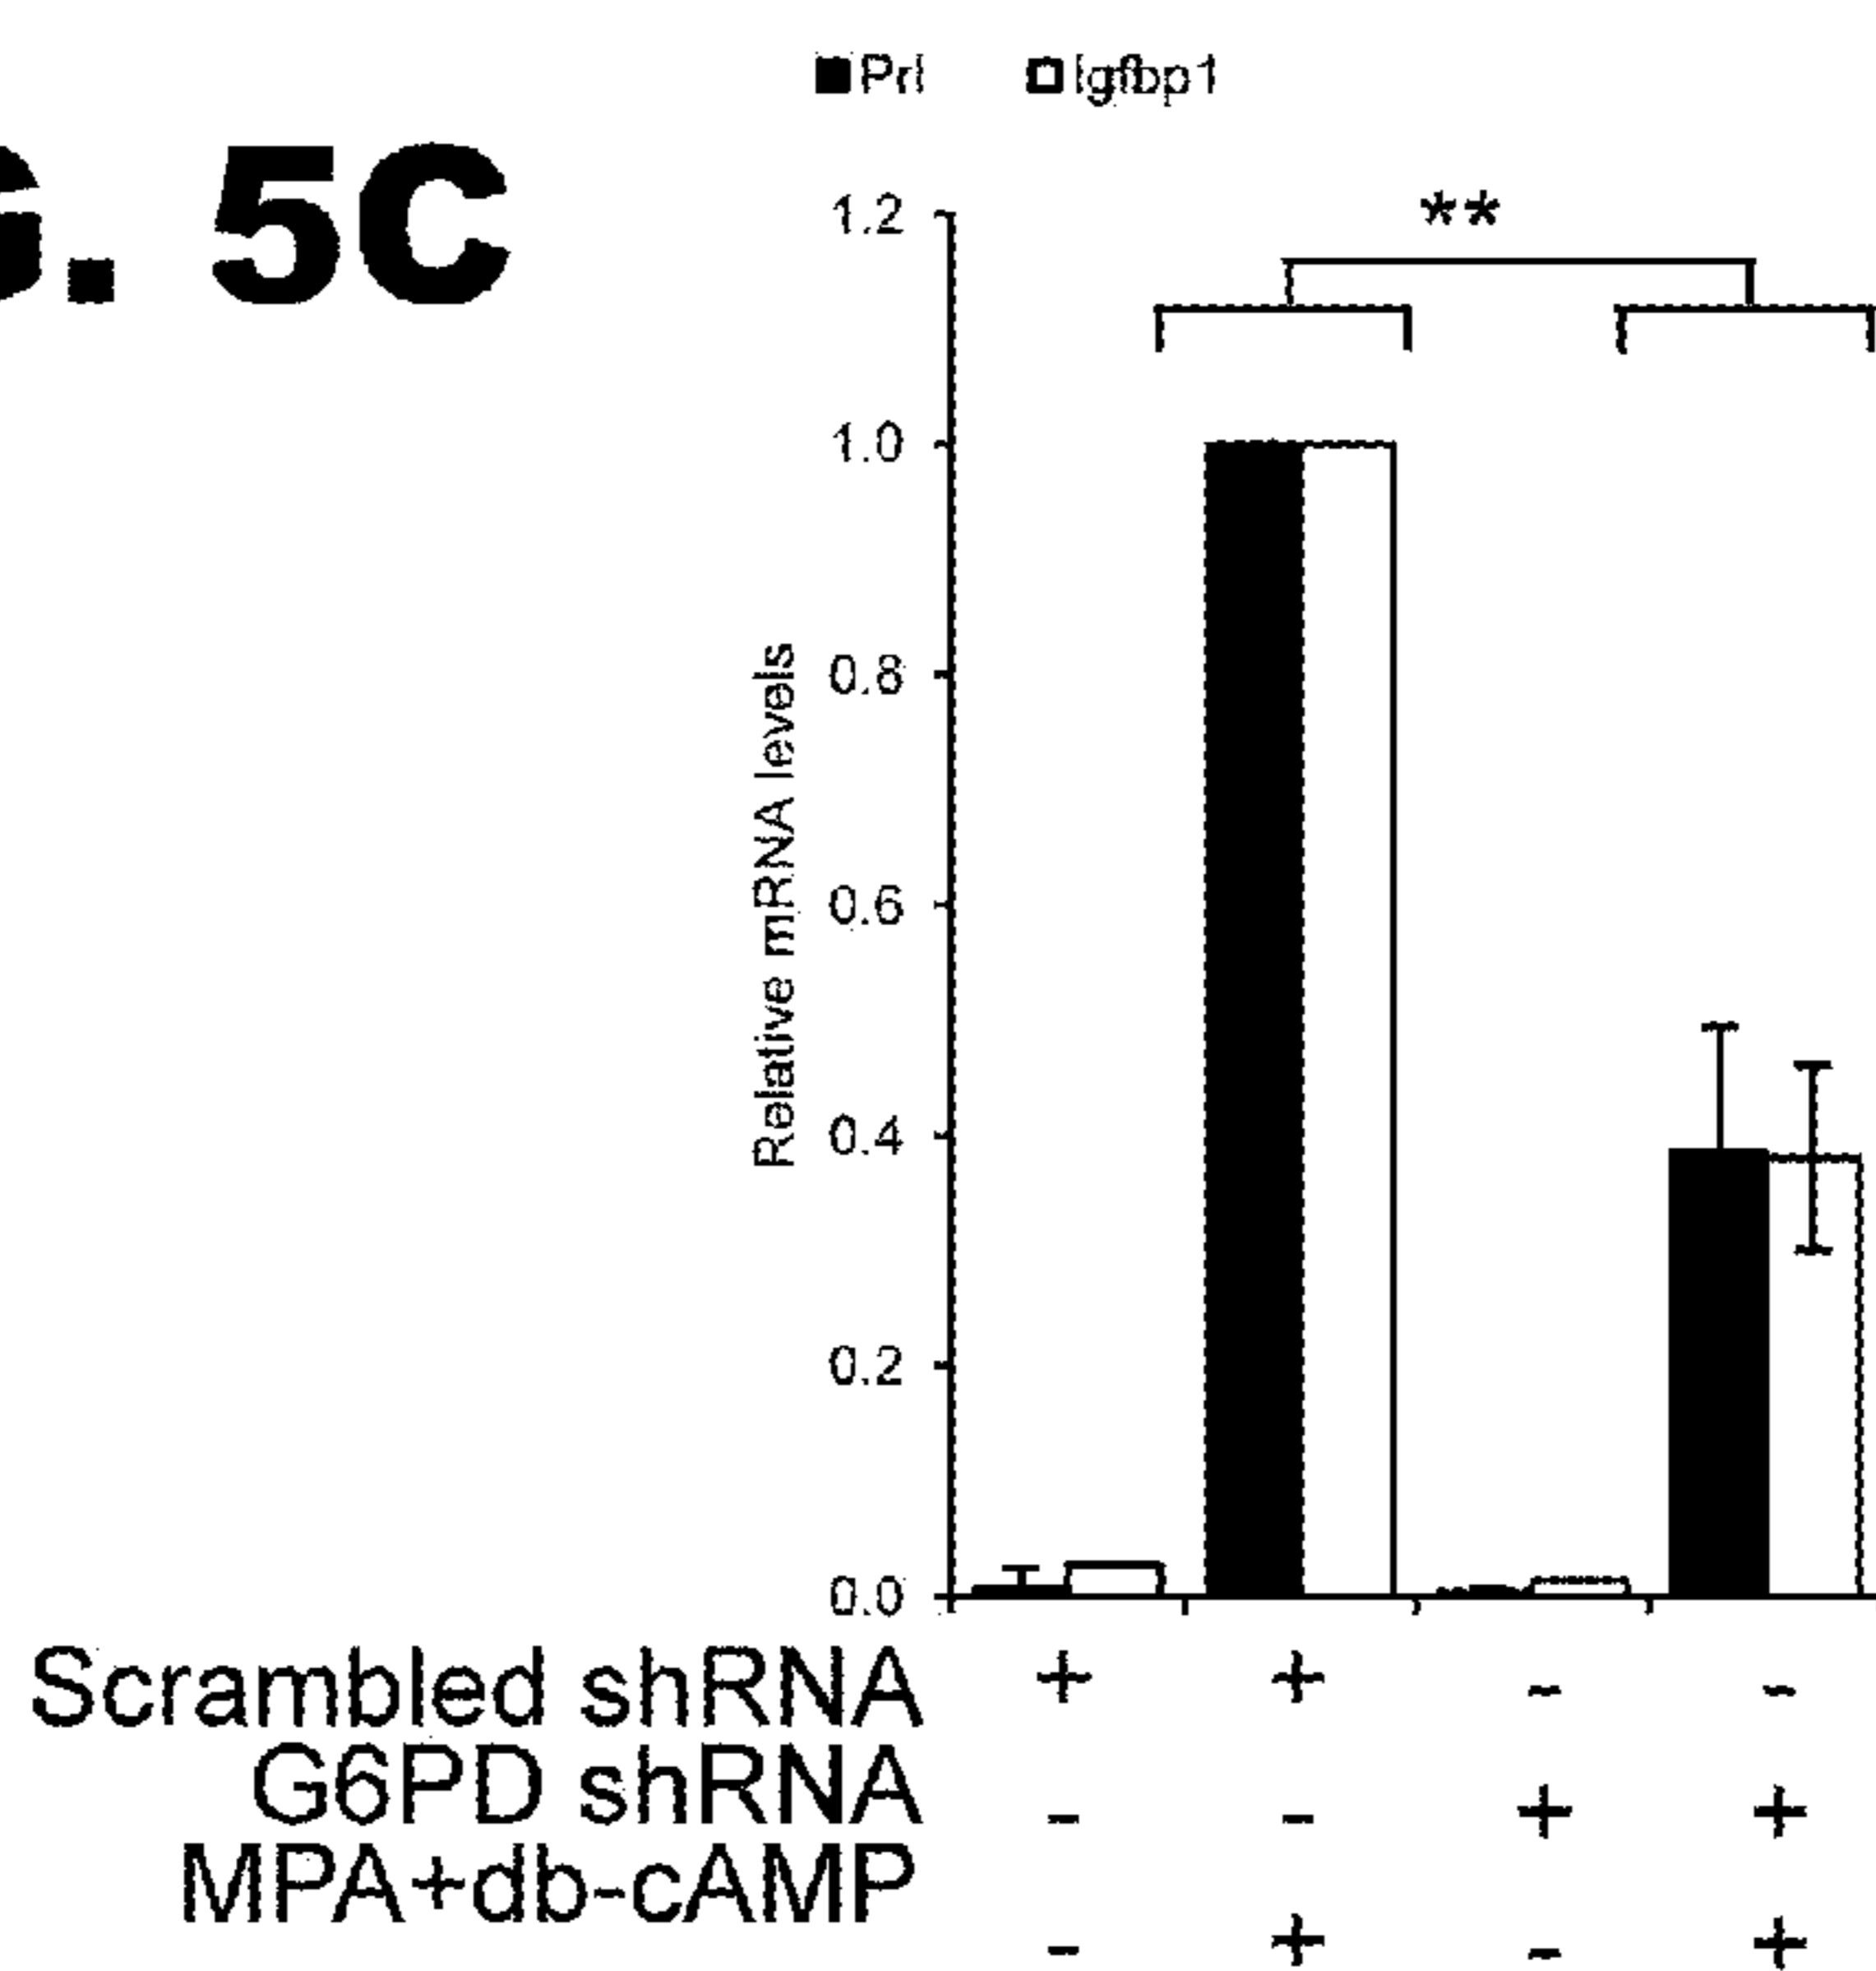 Prl Igfbp1
G. 5C
**
1.2
1.0
0.8
0.6
0.4
0.2
0.0
Relative mRNA levels
Scrambled shRNA + + - -
G6PD shRNA - - + +
MPA+db-cAMP - + - +